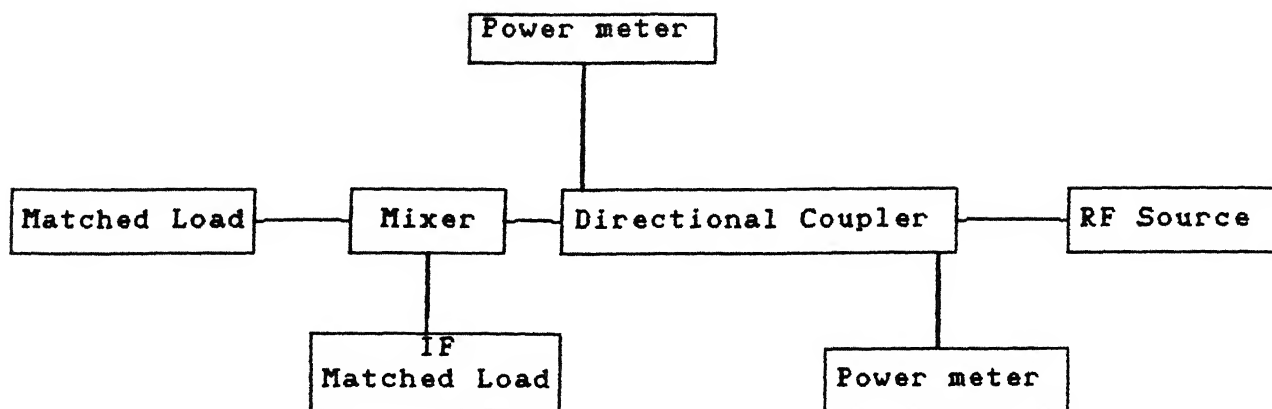 Power meter
Matched Load
Mixer
Directional Coupler
RF Source
IF
Matched Load
Power meter